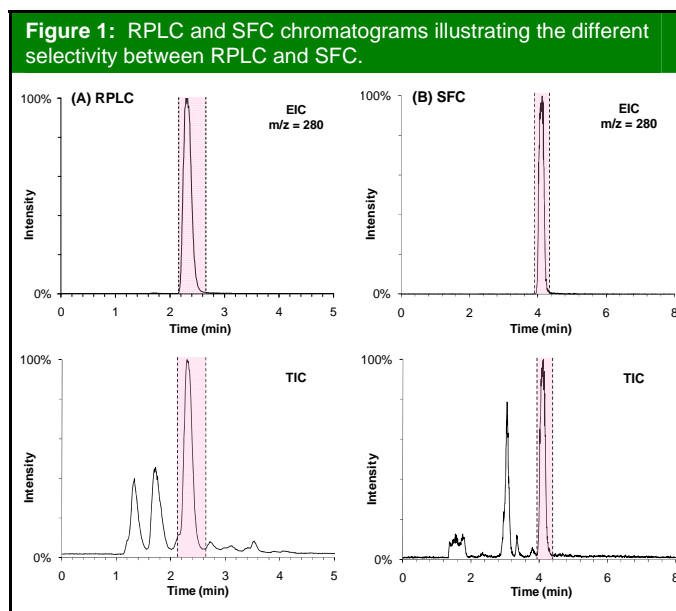 Figure 1: RPLC and SFC chromatograms illustrating the different
selectivity between RPLC and SFC.
(A) RPLC
EIC
m/z = 280
100%
Intensity
0%
0 1 2 3 4 5
Time (min)
(B) SFC
EIC
m/z = 280
100%
Intensity
0%
0 2 4 6 8
Time (min)
TIC
100%
Intensity
0%
0 1 2 3 4 5
Time (min)
TIC
100%
Intensity
0%
0 2 4 6 8
Time (min)